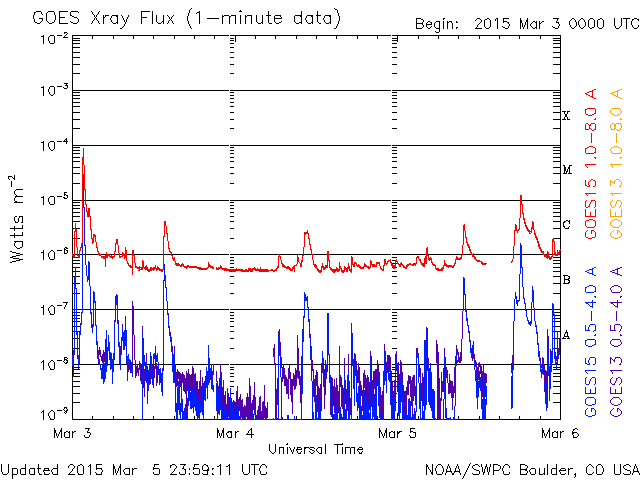 GOES Xray Flux (1-minute data)
Begin: 2015 Mar 3 0000 UTC
10-2
10-3
10-4
10-5
10-6
10-7
10-8
10-9
Watts m-2
X
M
C
B
A
GOES15 1.0-8.0 A
GOES13 1.0-8.0 A
GOES15 0.5-4.0 A
GOES13 0.5-4.0 A
Mar 3 Mar 4 Mar 5 Mar 6
Universal Time
Updated 2015 Mar 5 23:59:11 UTC
NOAA/SWPC Boulder, CO USA